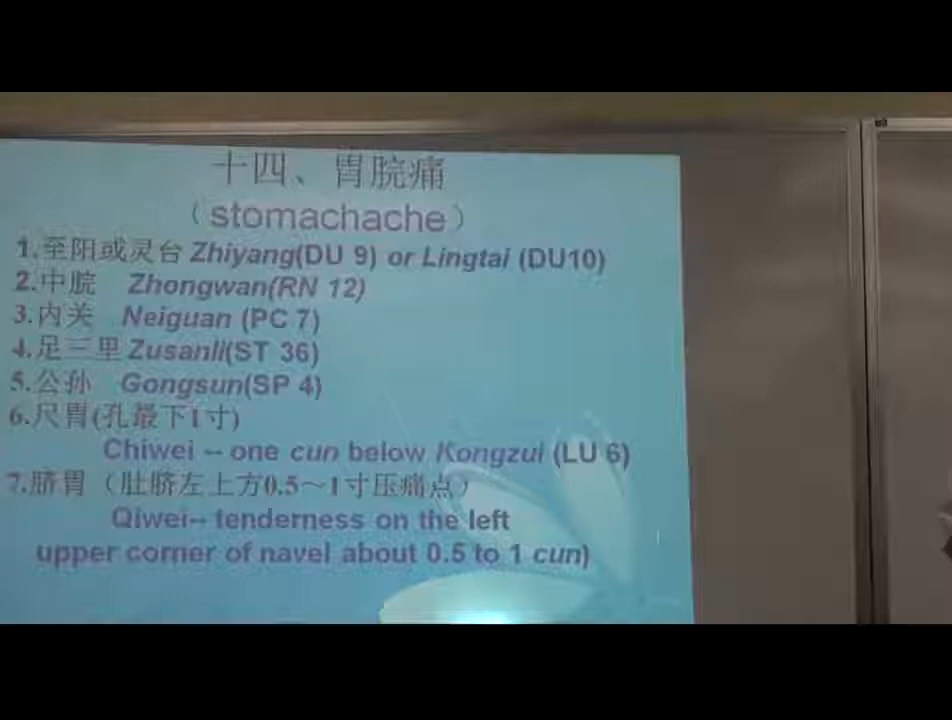 十四、胃脘痛
（stomachache）
1.至阳或灵台 Zhiyang(DU 9) or Lingtai (DU10)
2.中脘 Zhongwan(RN 12)
3.内关 Neiguan (PC 7)
4.足三里 Zusanli(ST 36)
5.公孙 Gongsun(SP 4)
6.尺胃(孔最下1寸)
Chiwei -- one cun below Kongzui (LU 6)
7.脐胃（肚脐左上方0.5～1寸压痛点）
Qiwei-- tenderness on the left
upper corner of navel about 0.5 to 1 cun)